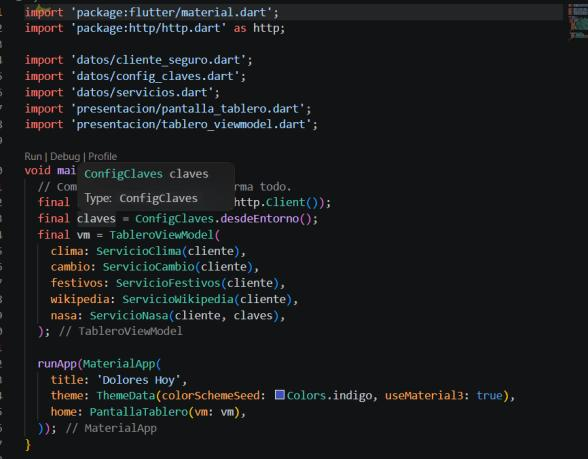 import 'package:flutter/material.dart';
import 'package:http/http.dart' as http;
import 'datos/cliente_seguro.dart';
import 'datos/config_claves.dart';
import 'datos/servicios.dart';
import 'presentacion/pantalla_tablero.dart';
import 'presentacion/tablero_viewmodel.dart';
Run | Debug | Profile
void mai
ConfigClaves claves
// Com rma todo.
Type: ConfigClaves
final http.Client());
final claves = ConfigClaves.desdeEntorno();
final vm = TableroViewModel(
clima: ServicioClima(cliente),
cambio: ServicioCambio(cliente),
festivos: ServicioFestivos(cliente),
wikipedia: ServicioWikipedia(cliente),
nasa: ServicioNasa(cliente, claves),
); // TableroViewModel
runApp(MaterialApp(
title: 'Dolores Hoy',
theme: ThemeData(colorSchemeSeed: Colors.indigo, useMaterial3: true),
home: PantallaTablero(vm: vm),
)); // MaterialApp
}